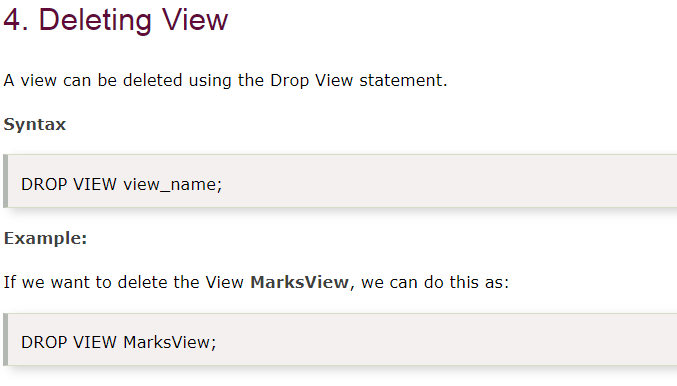 4. Deleting View
A view can be deleted using the Drop View statement.
Syntax
DROP VIEW view_name;
Example:
If we want to delete the View MarksView, we can do this as:
DROP VIEW MarksView;